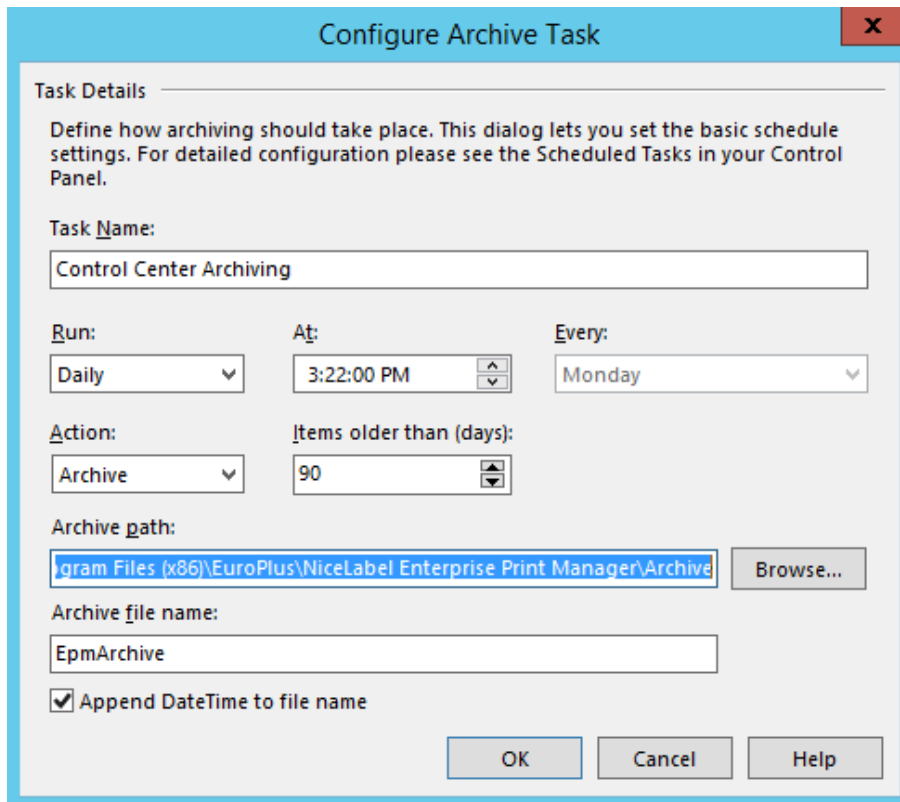 Configure Archive Task
x
Task Details
Define how archiving should take place. This dialog lets you set the basic schedule
settings. For detailed configuration please see the Scheduled Tasks in your Control
Panel.
Task Name:
Control Center Archiving
Run: At: Every:
Daily 3:22:00 PM Monday
Action: Items older than (days):
Archive 90
Archive path:
ogram Files (x86)\EuroPlus\NiceLabel Enterprise Print Manager\Archive Browse...
Archive file name:
EpmArchive
Append DateTime to file name
OK Cancel Help